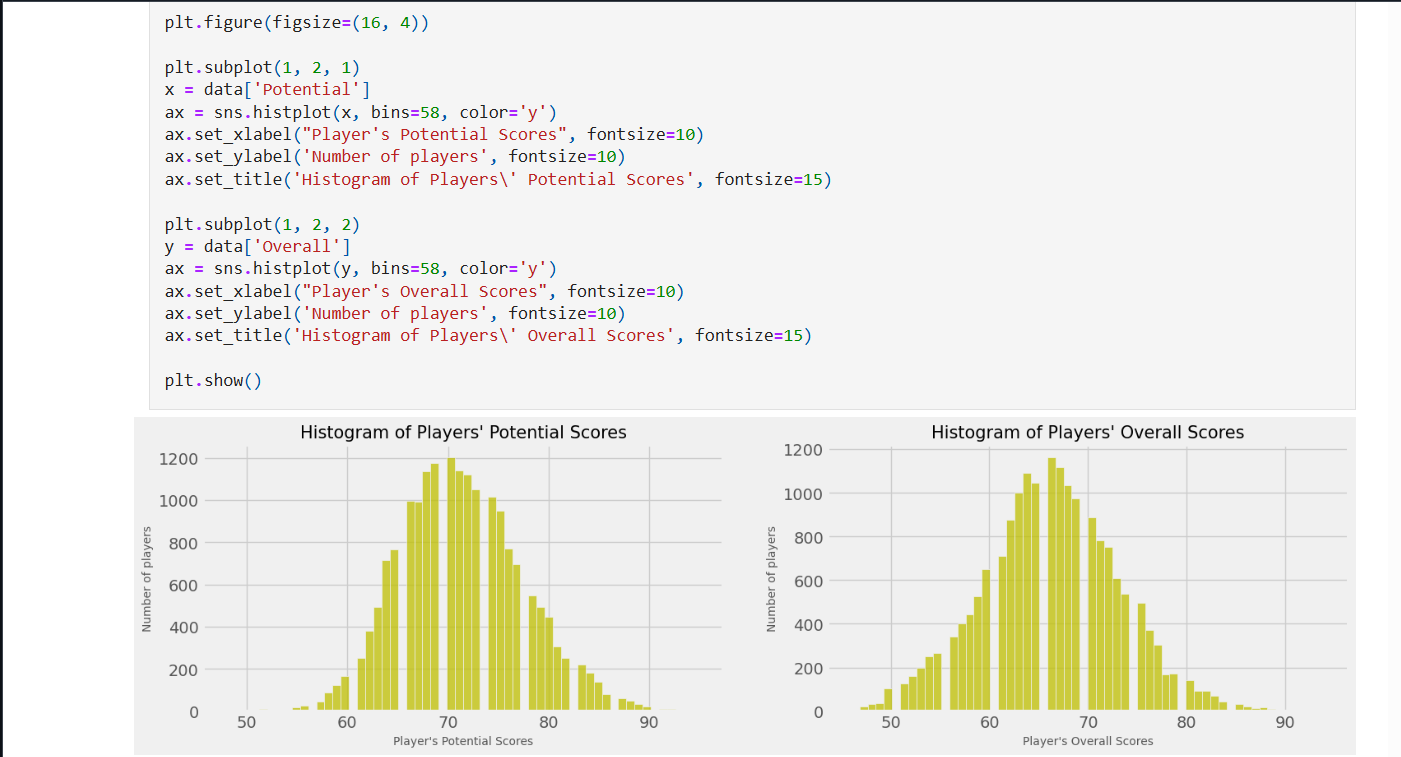 plt.figure(figsize=(16, 4))
plt.subplot(1, 2, 1)
x = data['Potential']
ax = sns.histplot(x, bins=58, color='y')
ax.set_xlabel("Player's Potential Scores", fontsize=10)
ax.set_ylabel('Number of players', fontsize=10)
ax.set_title('Histogram of Players\' Potential Scores', fontsize=15)
plt.subplot(1, 2, 2)
y = data['Overall']
ax = sns.histplot(y, bins=58, color='y')
ax.set_xlabel("Player's Overall Scores", fontsize=10)
ax.set_ylabel('Number of players', fontsize=10)
ax.set_title('Histogram of Players\' Overall Scores', fontsize=15)
plt.show()
Histogram of Players' Potential Scores
1200
1000
800
600
400
200
0
Number of players
50 60 70 80 90
Player's Potential Scores
Histogram of Players' Overall Scores
1200
1000
800
600
400
200
0
Number of players
50 60 70 80 90
Player's Overall Scores